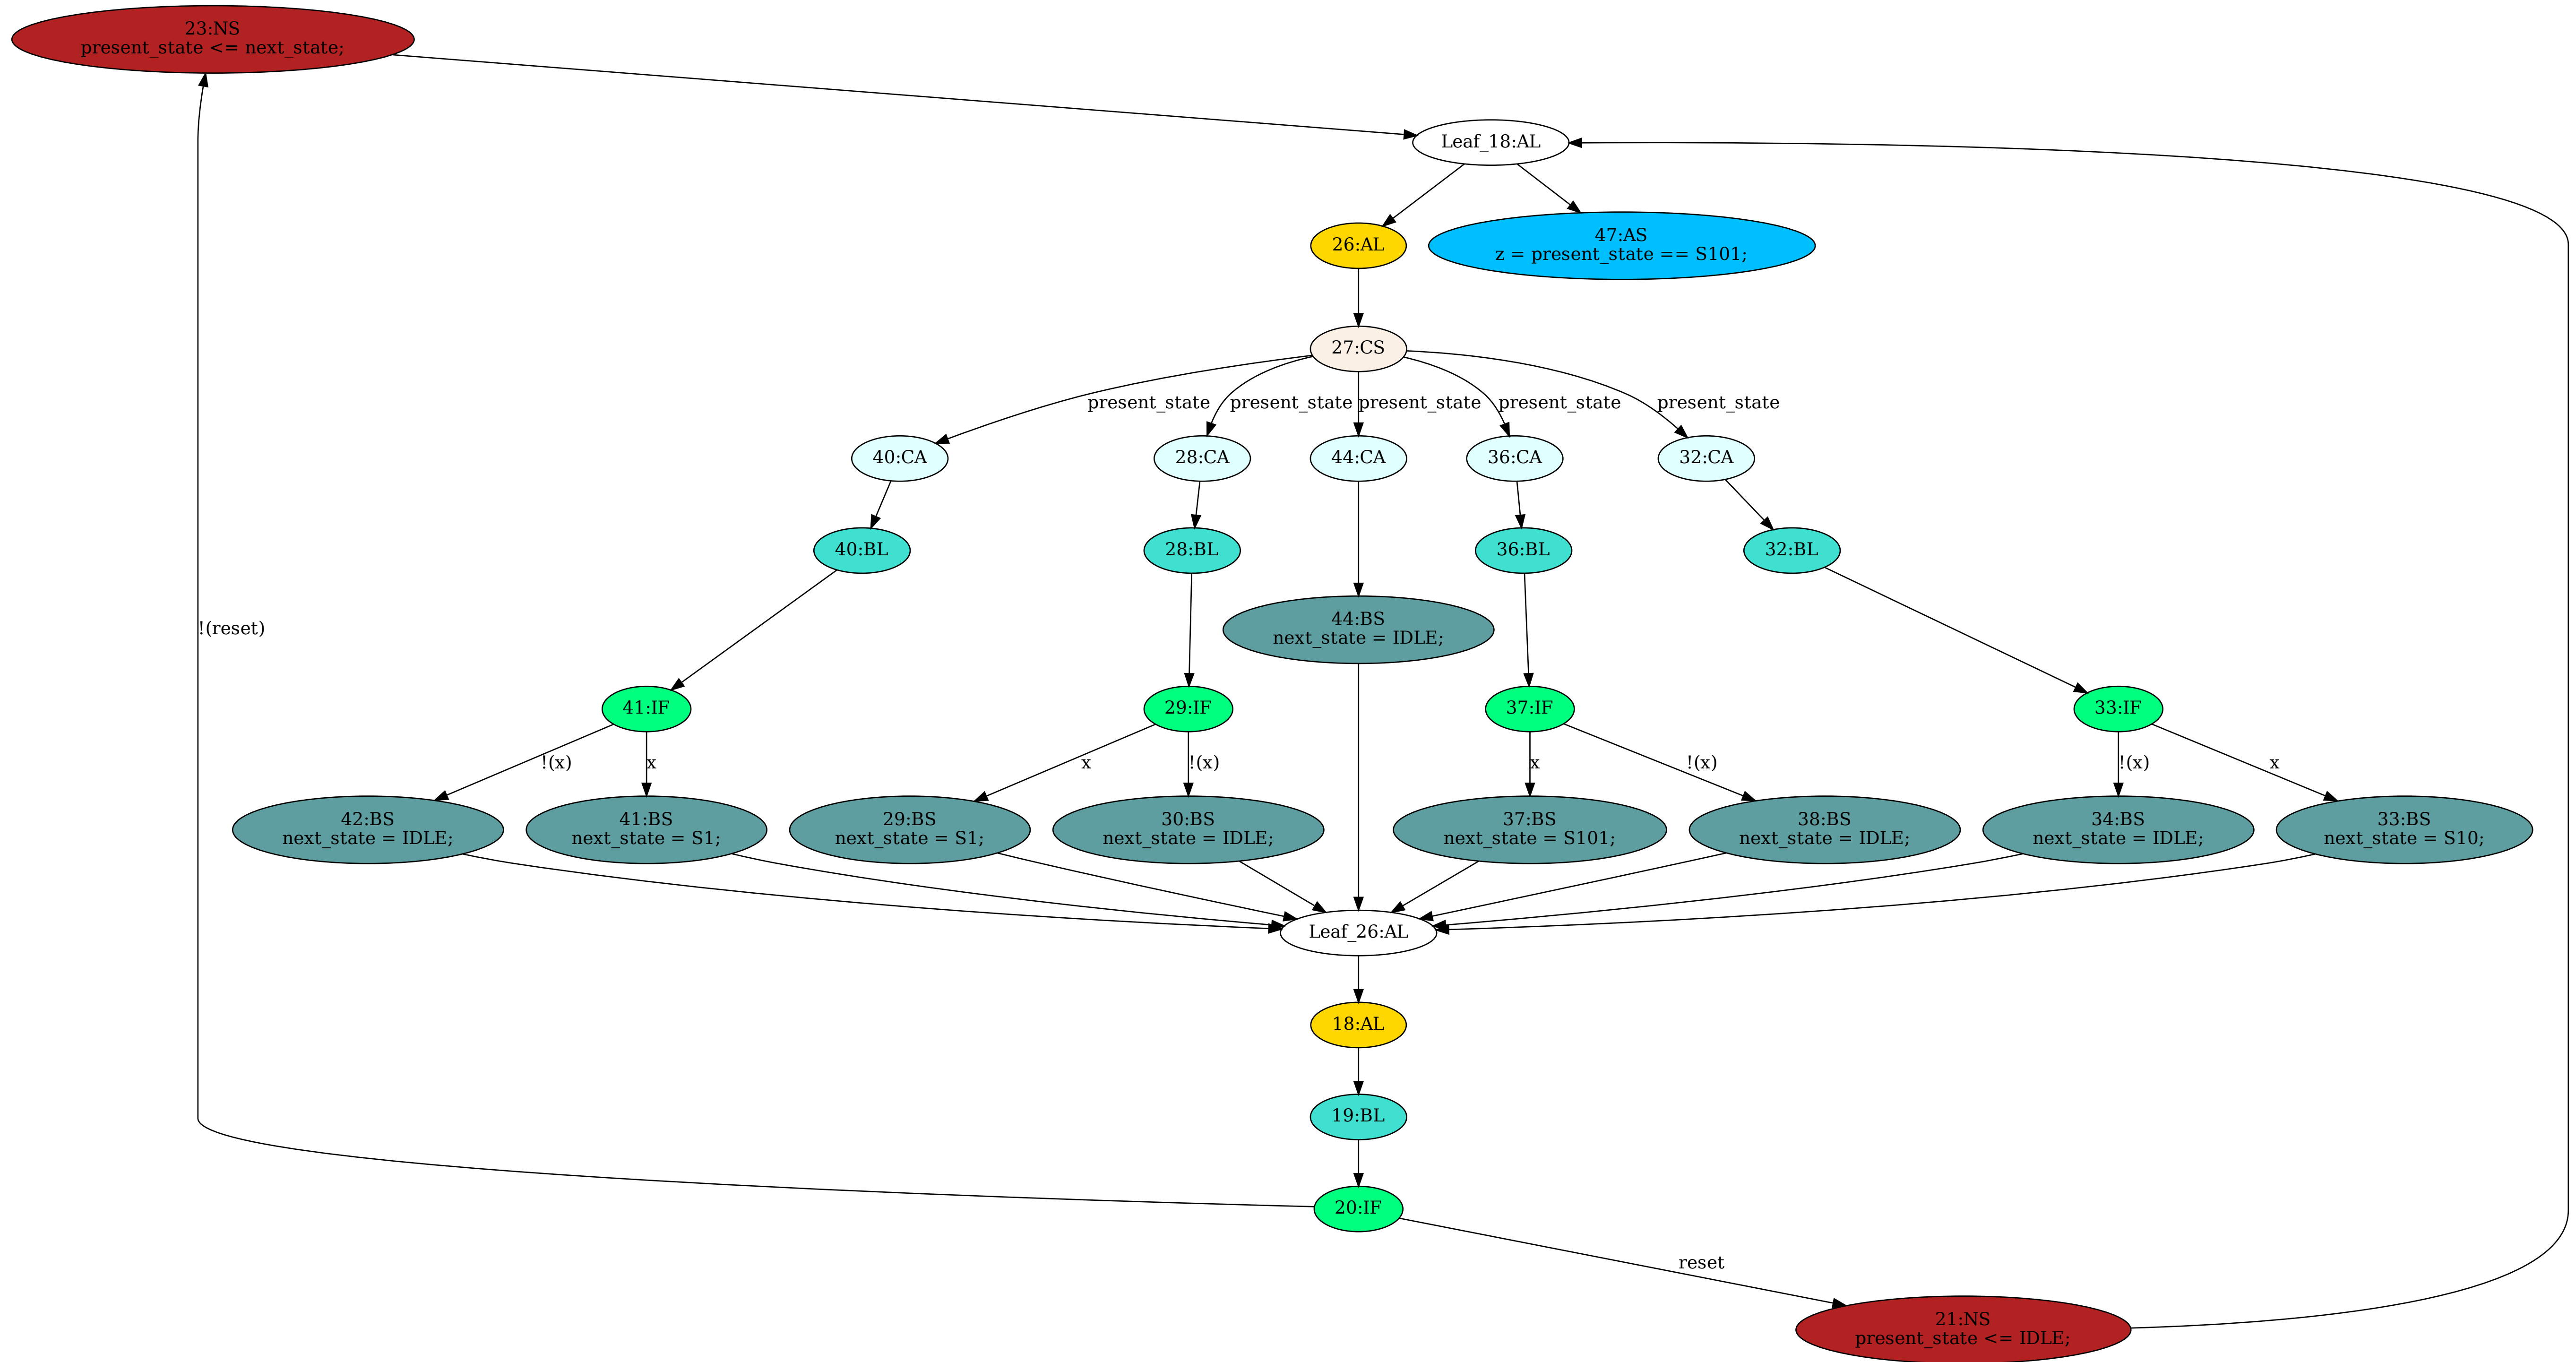 23:NS
present_state <= next_state;
Leaf_18:AL
26:AL
47:AS
z = present_state == S101;
27:CS
present_state
present_state
present_state
present_state
present_state
40:CA
28:CA
44:CA
36:CA
32:CA
40:BL
28:BL
36:BL
32:BL
44:BS
next_state = IDLE;
!(reset)
41:IF
29:IF
37:IF
33:IF
!(x)
x
x
!(x)
x
!(x)
!(x)
x
42:BS
next_state = IDLE;
41:BS
next_state = S1;
29:BS
next_state = S1;
30:BS
next_state = IDLE;
37:BS
next_state = S101;
38:BS
next_state = IDLE;
34:BS
next_state = IDLE;
33:BS
next_state = S10;
Leaf_26:AL
18:AL
19:BL
20:IF
reset
21:NS
present_state <= IDLE;